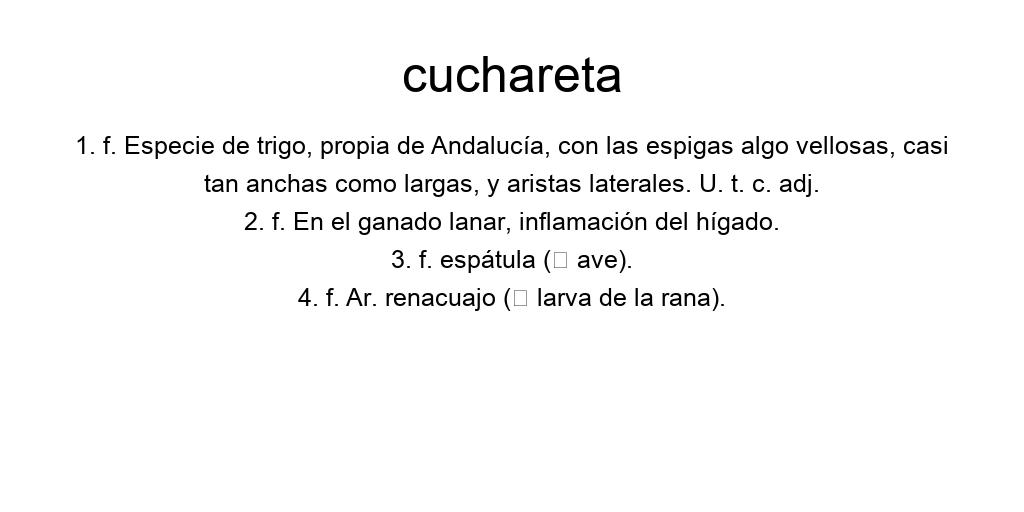 cuchareta
1. f. Especie de trigo, propia de Andalucía, con las espigas algo vellosas, casi
tan anchas como largas, y aristas laterales. U. t. c. adj.
2. f. En el ganado lanar, inflamación del hígado.
3. f. espátula (□ ave).
4. f. Ar. renacuajo (□ larva de la rana).